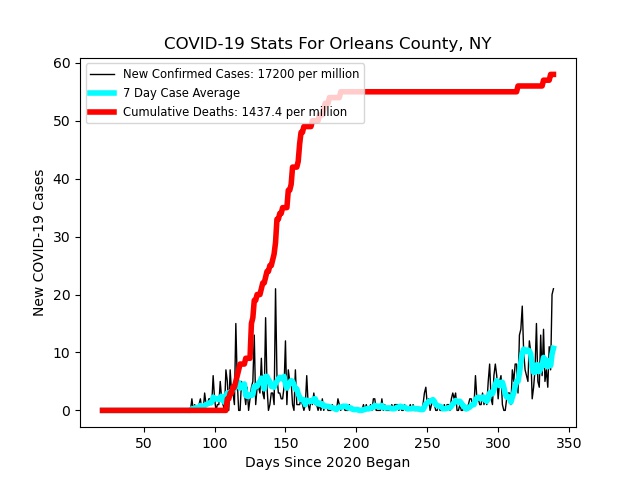 COVID-19 Stats For Orleans County, NY
New Confirmed Cases: 17200 per million
7 Day Case Average
Cumulative Deaths: 1437.4 per million
New COVID-19 Cases
60
50
40
30
20
10
0
50
100
150
200
250
300
350
Days Since 2020 Began